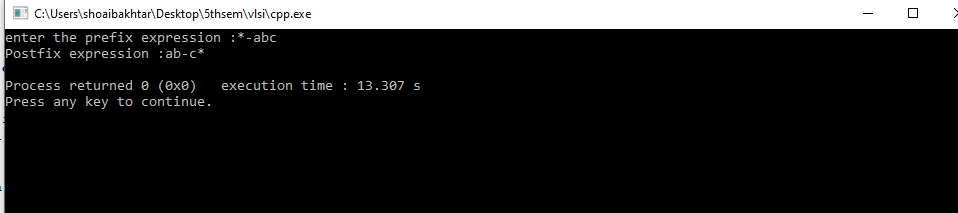 C:\Users\shoaibakhtar\Desktop\5thsem\vlsi\cpp.exe
enter the prefix expression :*-abc
Postfix expression :ab-c*
Process returned 0 (0x0)   execution time : 13.307 s
Press any key to continue.